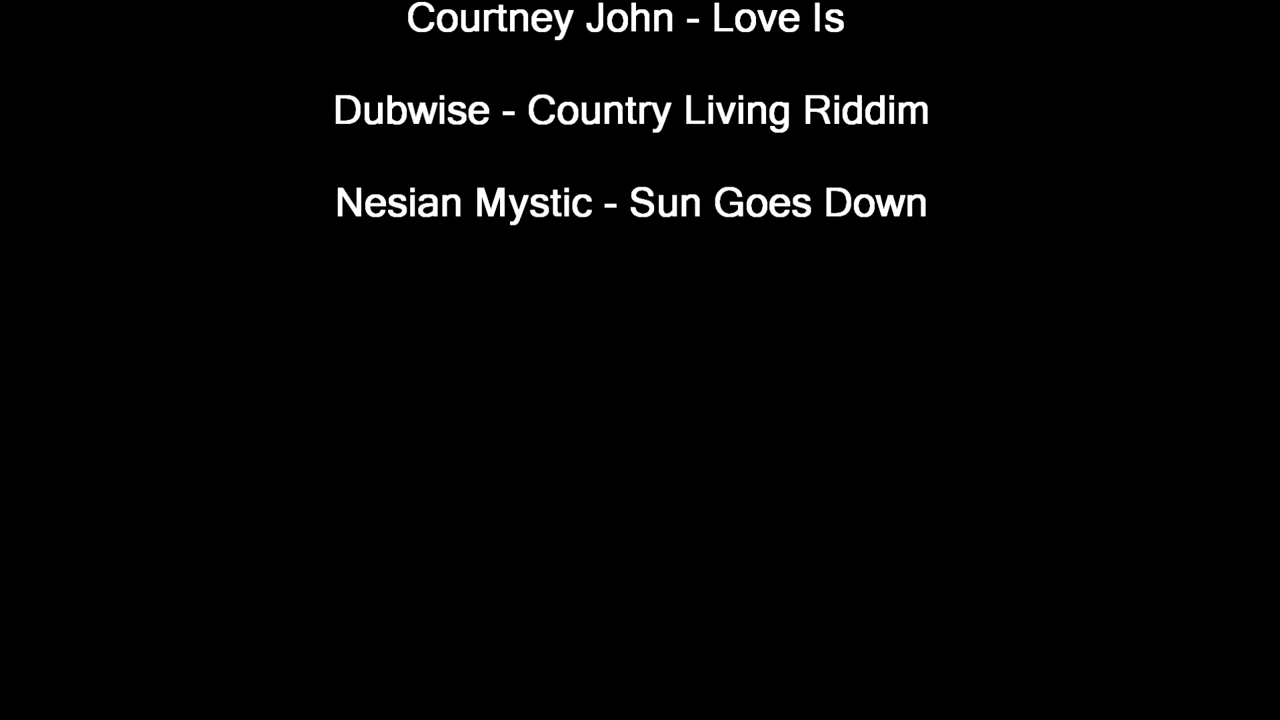 Courtney John - Love Is
Dubwise - Country Living Riddim
Nesian Mystic - Sun Goes Down